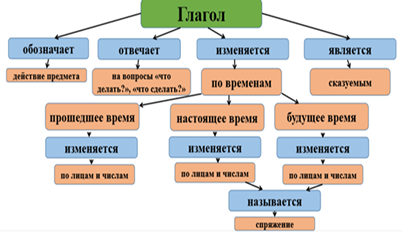 Глагол
обозначает
отвечает
изменяется
является
действие предмета
на вопросы «что
делать?», «что сделать?»
по временам
сказуемым
прошедшее время
настоящее время
будущее время
изменяется
изменяется
изменяется
по лицам и числам
по лицам и числам
по лицам и числам
называется
спряжение